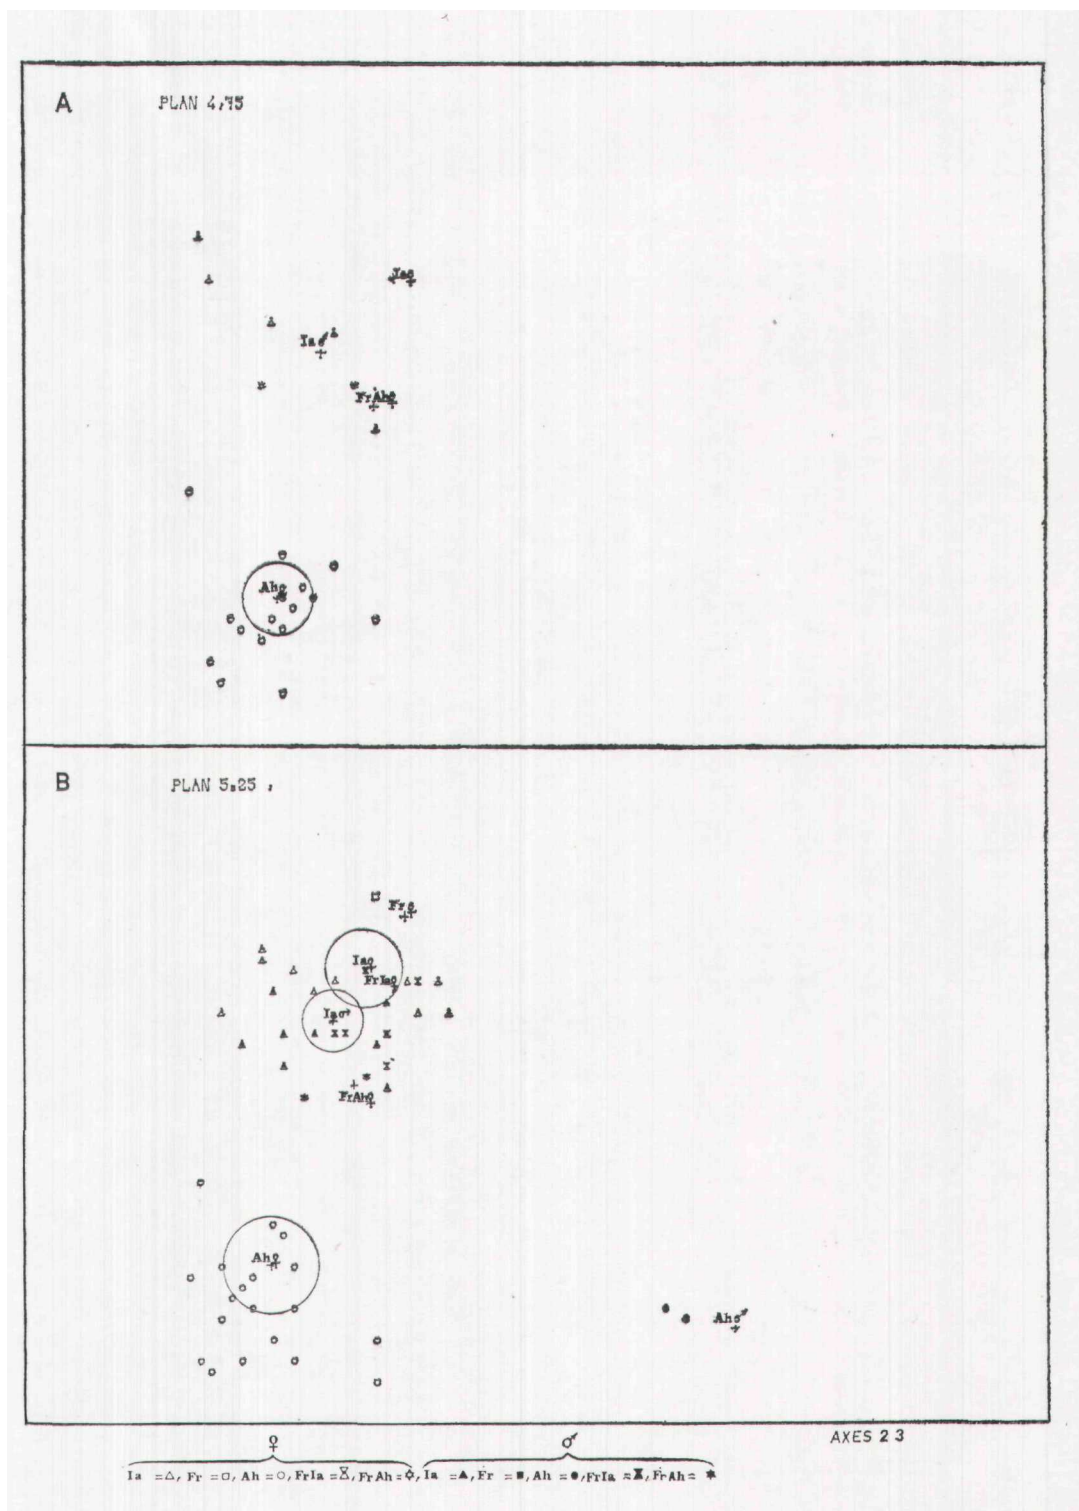 A PLAN 4,75
Ia♀
Ia♂
FrAh♀
Ah♀
B PLAN 5.25 ,
Fr♀
Ia♀
FrIa♀
Ia♂
FrAh♀
Ah♀
Ah♂
♀ ♂ AXES 2 3
Ia =△, Fr =□, Ah =○, FrIa =⧖, FrAh =✡, Ia =▲, Fr =■, Ah =●, FrIa =⧗, FrAh = *